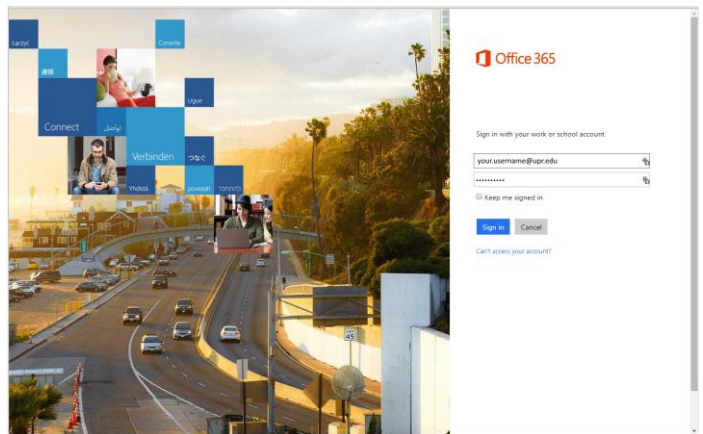 Łączyć
Conecte
連接
Ligue
Connect
تواصل
Verbinden
つなぐ
Yhdistä
povezati
להתחבר
45
Office 365
Sign in with your work or school account
your.username@upr.edu
••••••••••
Keep me signed in
Sign in
Cancel
Can't access your account?